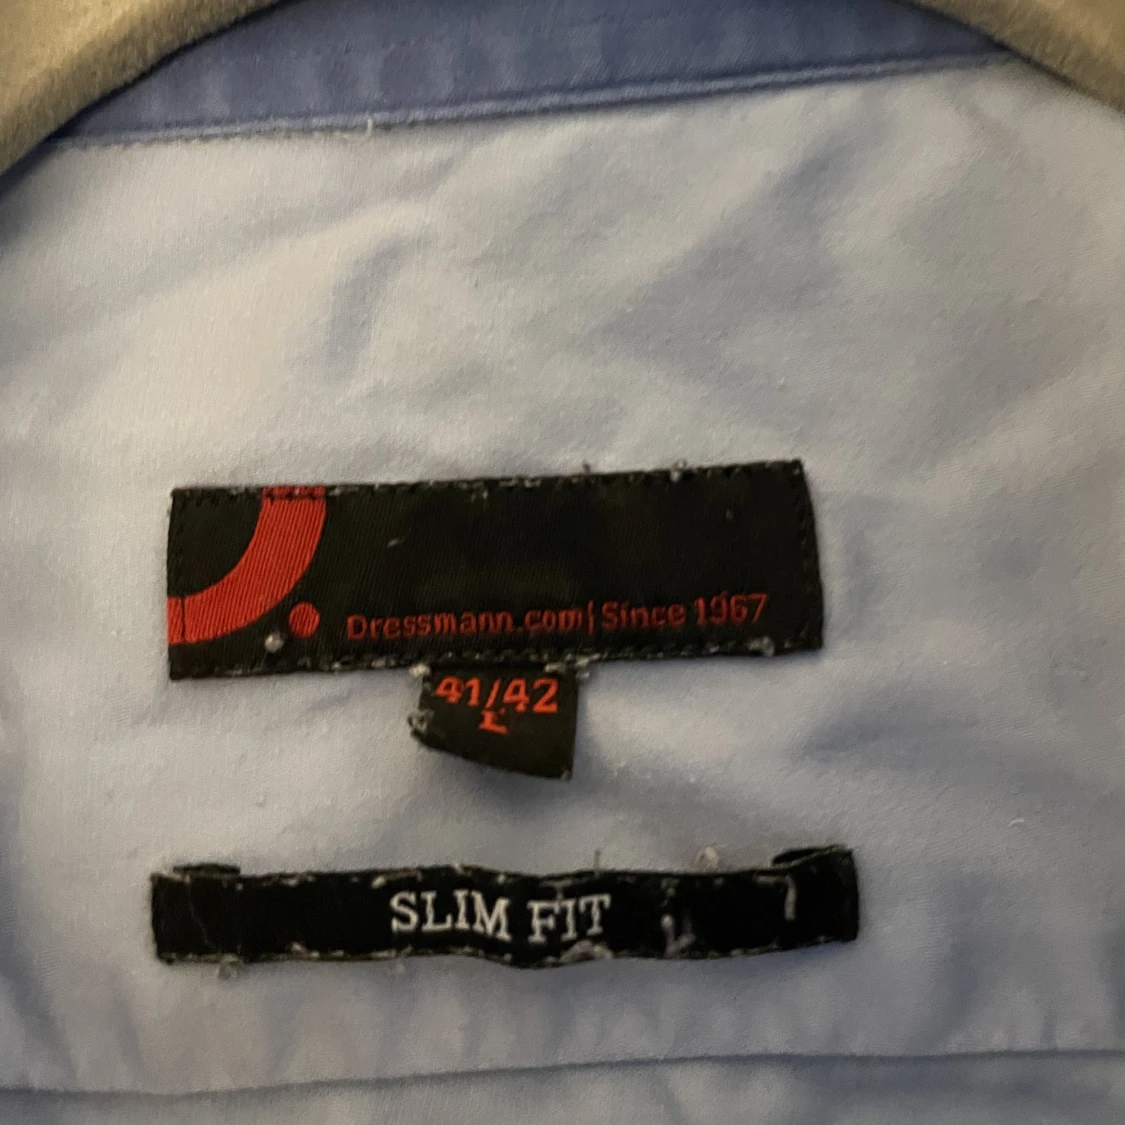 Dressmann.com| Since 1967
41/42
L
SLIM FIT